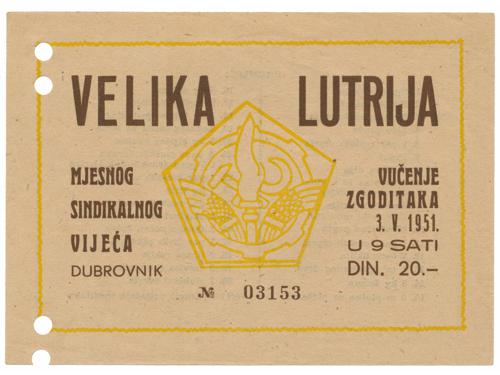 VELIKA LUTRIJA
MJESNOG
SINDIKALNOG
VIJEĆA
DUBROVNIK
VUČENJE
ZGODITAKA
3. V. 1951.
U 9 SATI
DIN. 20.–
№ 03153